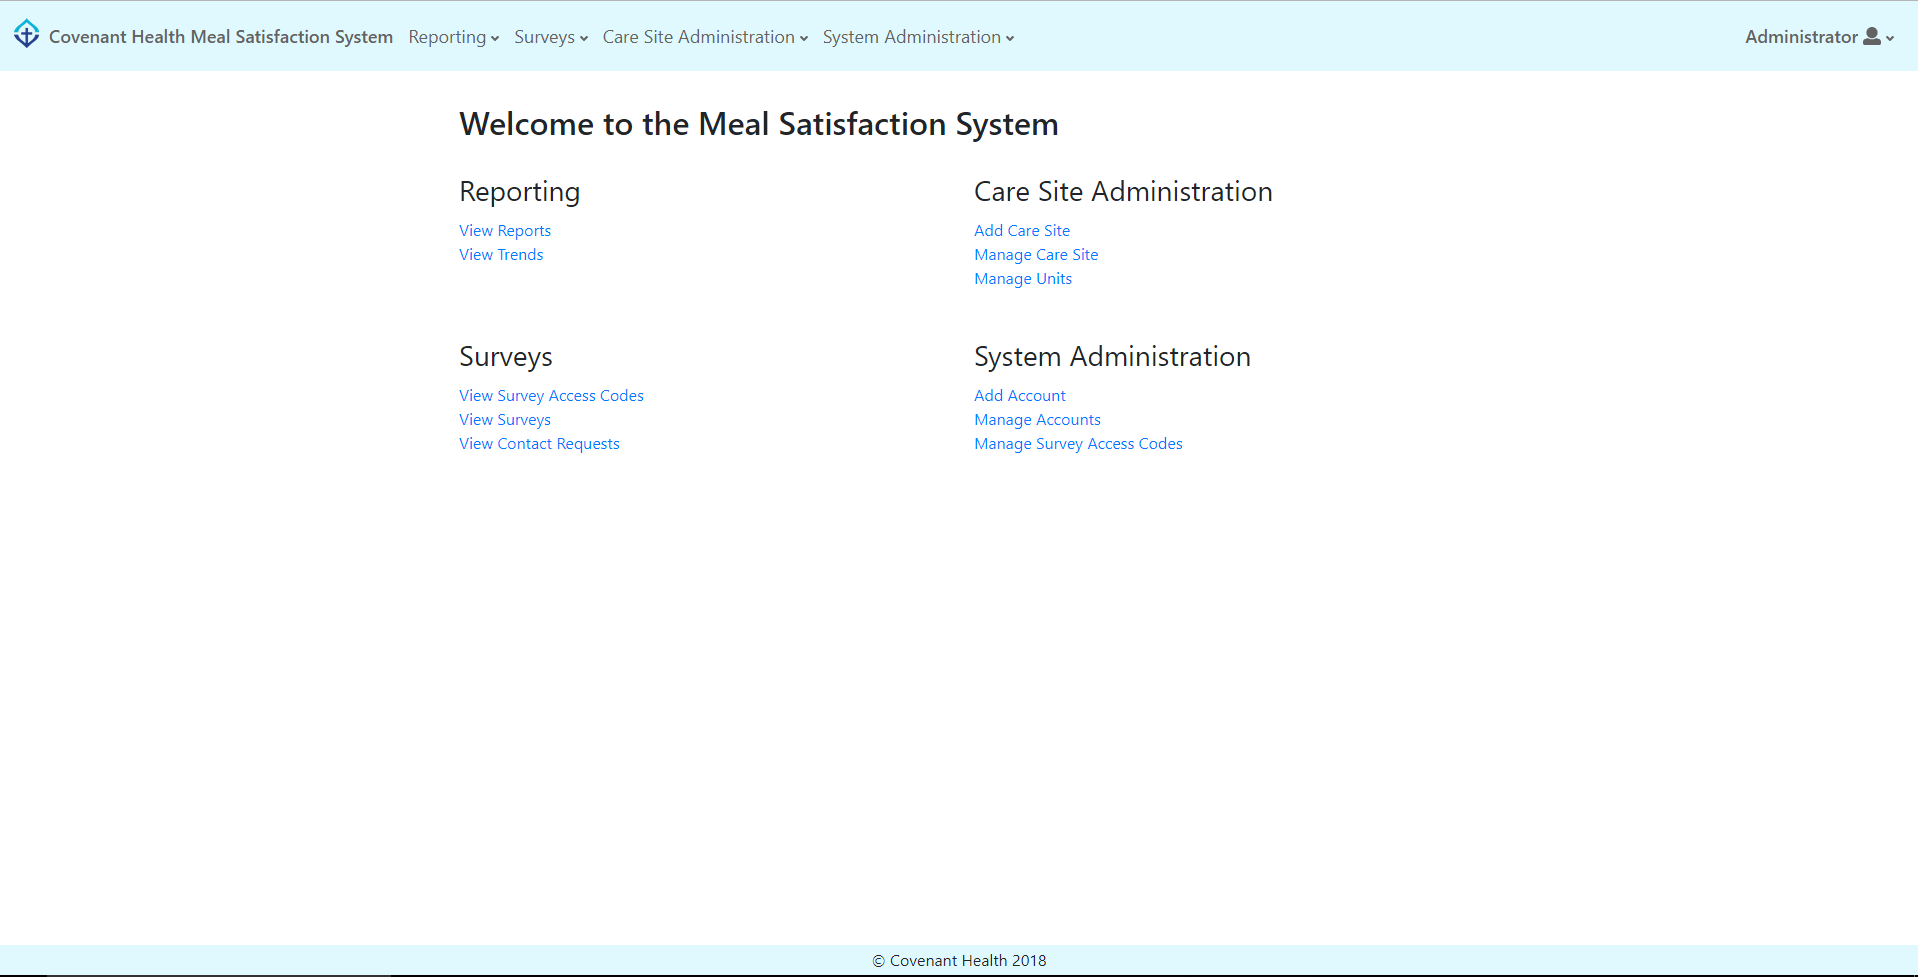 Covenant Health Meal Satisfaction System Reporting Surveys Care Site Administration System Administration Administrator
Welcome to the Meal Satisfaction System
Reporting
View Reports
View Trends
Care Site Administration
Add Care Site
Manage Care Site
Manage Units
Surveys
View Survey Access Codes
View Surveys
View Contact Requests
System Administration
Add Account
Manage Accounts
Manage Survey Access Codes
© Covenant Health 2018